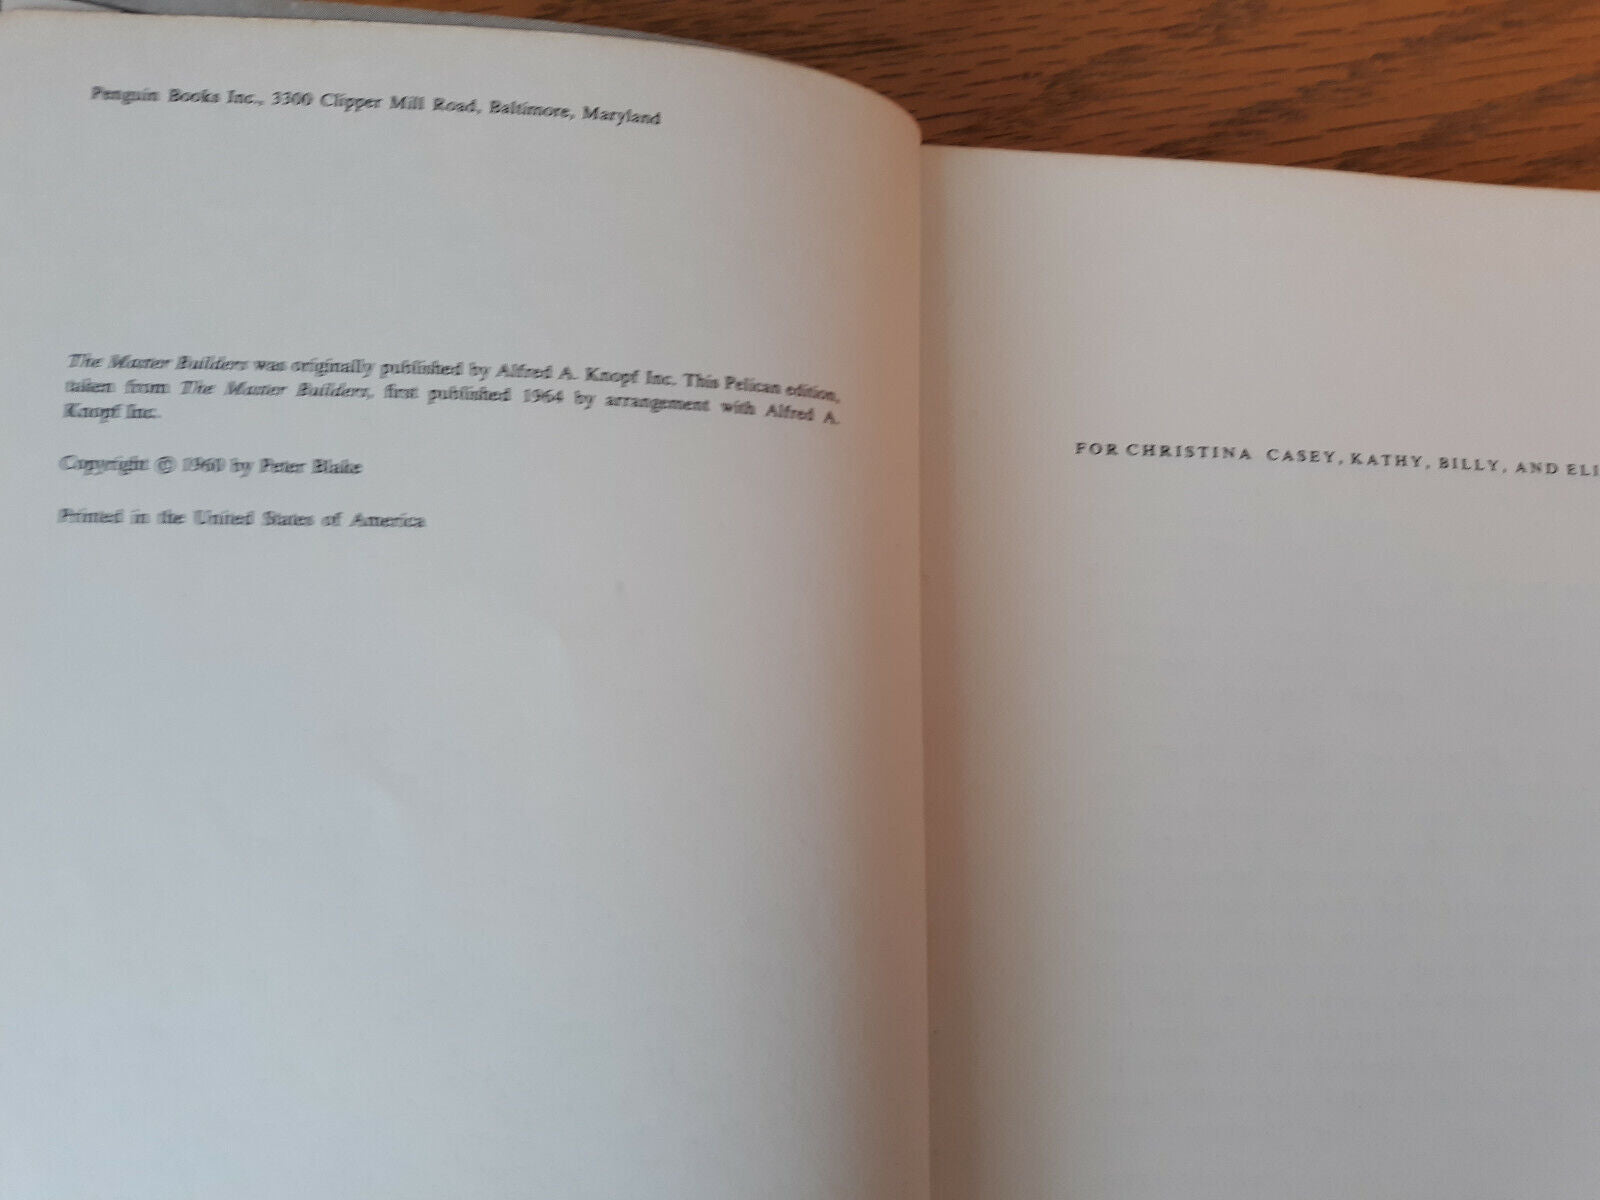 Penguin Books Inc., 3300 Clipper Mill Road, Baltimore, Maryland
The Master Builders was originally published by Alfred A. Knopf Inc. This Pelican edition,
taken from The Master Builders, first published 1964 by arrangement with Alfred A.
Knopf Inc.
Copyright © 1960 by Peter Blake
Printed in the United States of America
FOR CHRISTINA CASEY, KATHY, BILLY, AND ELI